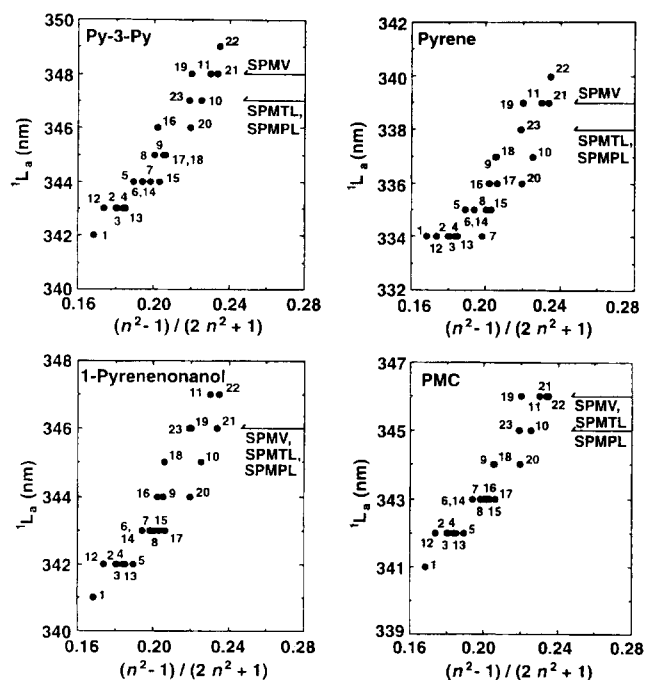 Py-3-Py
350
348
346
344
342
340
¹Lₐ (nm)
22
19 11 21
SPMV
23 10
SPMTL,
SPMPL
16 20
9
8 17,18
5 7 15
6,14
12 2 4
3 13
1
0.16 0.20 0.24 0.28
(n²-1) / (2 n²+1)
Pyrene
342
340
338
336
334
332
¹Lₐ (nm)
22
11 21
SPMV
19
23
SPMTL,
SPMPL
18 10
9
16 17 20
5 8 15
6,14
1 2 4
12 3 13 7
0.16 0.20 0.24 0.28
(n²-1) / (2 n²+1)
1-Pyrenenonanol
348
346
344
342
340
¹Lₐ (nm)
11 22
23 19 21
SPMV,
SPMTL,
SPMPL
18 10
16 9 20
6, 7 15
14 8 17
12 2 4 5
3 13
1
0.16 0.20 0.24 0.28
(n²-1) / (2 n²+1)
PMC
346
345
343
341
339
¹Lₐ (nm)
21
19 11 22
SPMV,
SPMTL
23 10
SPMPL
9 18 20
16
7
6,14 17
8 15
2 4 5
12 3 13
1
0.16 0.20 0.24 0.28
(n²-1) / (2 n²+1)